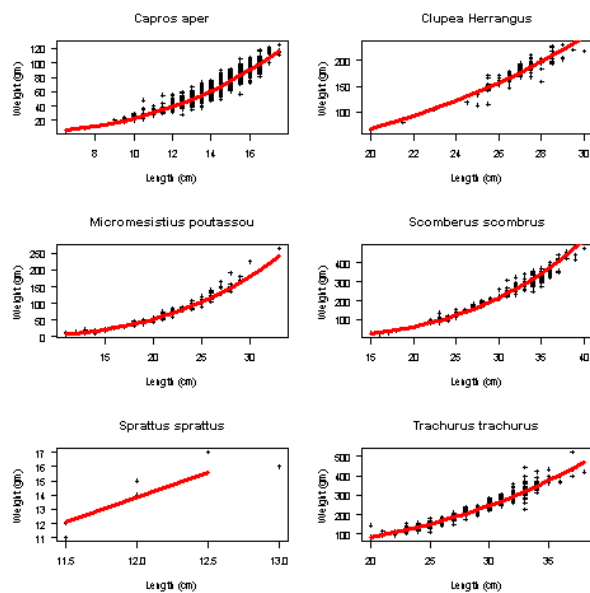 Capros aper
Weight (gm)
120
100
80
60
40
20
8 10 12 14 16
Length (cm)
Clupea Herrangus
Weight (gm)
200
150
100
20 22 24 26 28 30
Length (cm)
Micromesistius poutassou
Weight (gm)
250
200
150
100
50
0
15 20 25 30
Length (cm)
Scomberus scombrus
Weight (gm)
400
300
200
100
15 20 25 30 35 40
Length (cm)
Sprattus sprattus
Weight (gm)
17
16
15
14
13
12
11
11.5 12.0 12.5 13.0
Length (cm)
Trachurus trachurus
Weight (gm)
500
400
300
200
100
20 25 30 35
Length (cm)